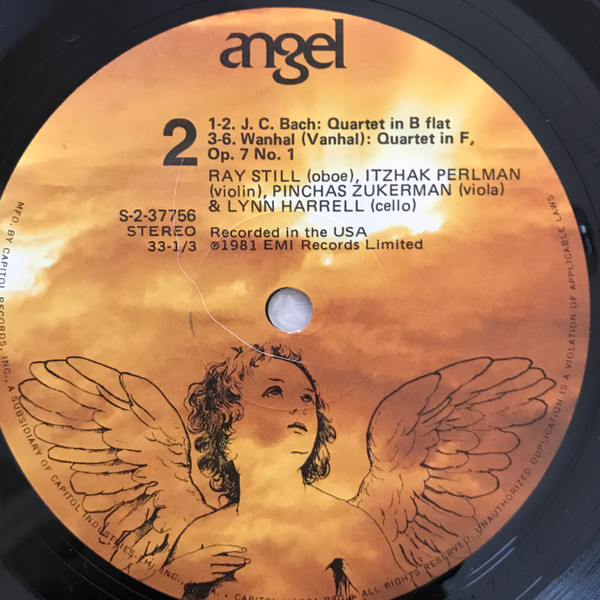 angel
2
1-2. J. C. Bach: Quartet in B flat
3-6. Wanhal (Vanhal): Quartet in F,
Op. 7 No. 1
RAY STILL (oboe), ITZHAK PERLMAN
(violin), PINCHAS ZUKERMAN (viola)
& LYNN HARRELL (cello)
S-2-37756
STEREO
33-1/3
Recorded in the USA
℗1981 EMI Records Limited
MFD. BY CAPITOL RECORDS, INC., A SUBSIDIARY OF CAPITOL INDUSTRIES-EMI, INC., ALL RIGHTS RESERVED. UNAUTHORIZED DUPLICATION IS A VIOLATION OF APPLICABLE LAWS